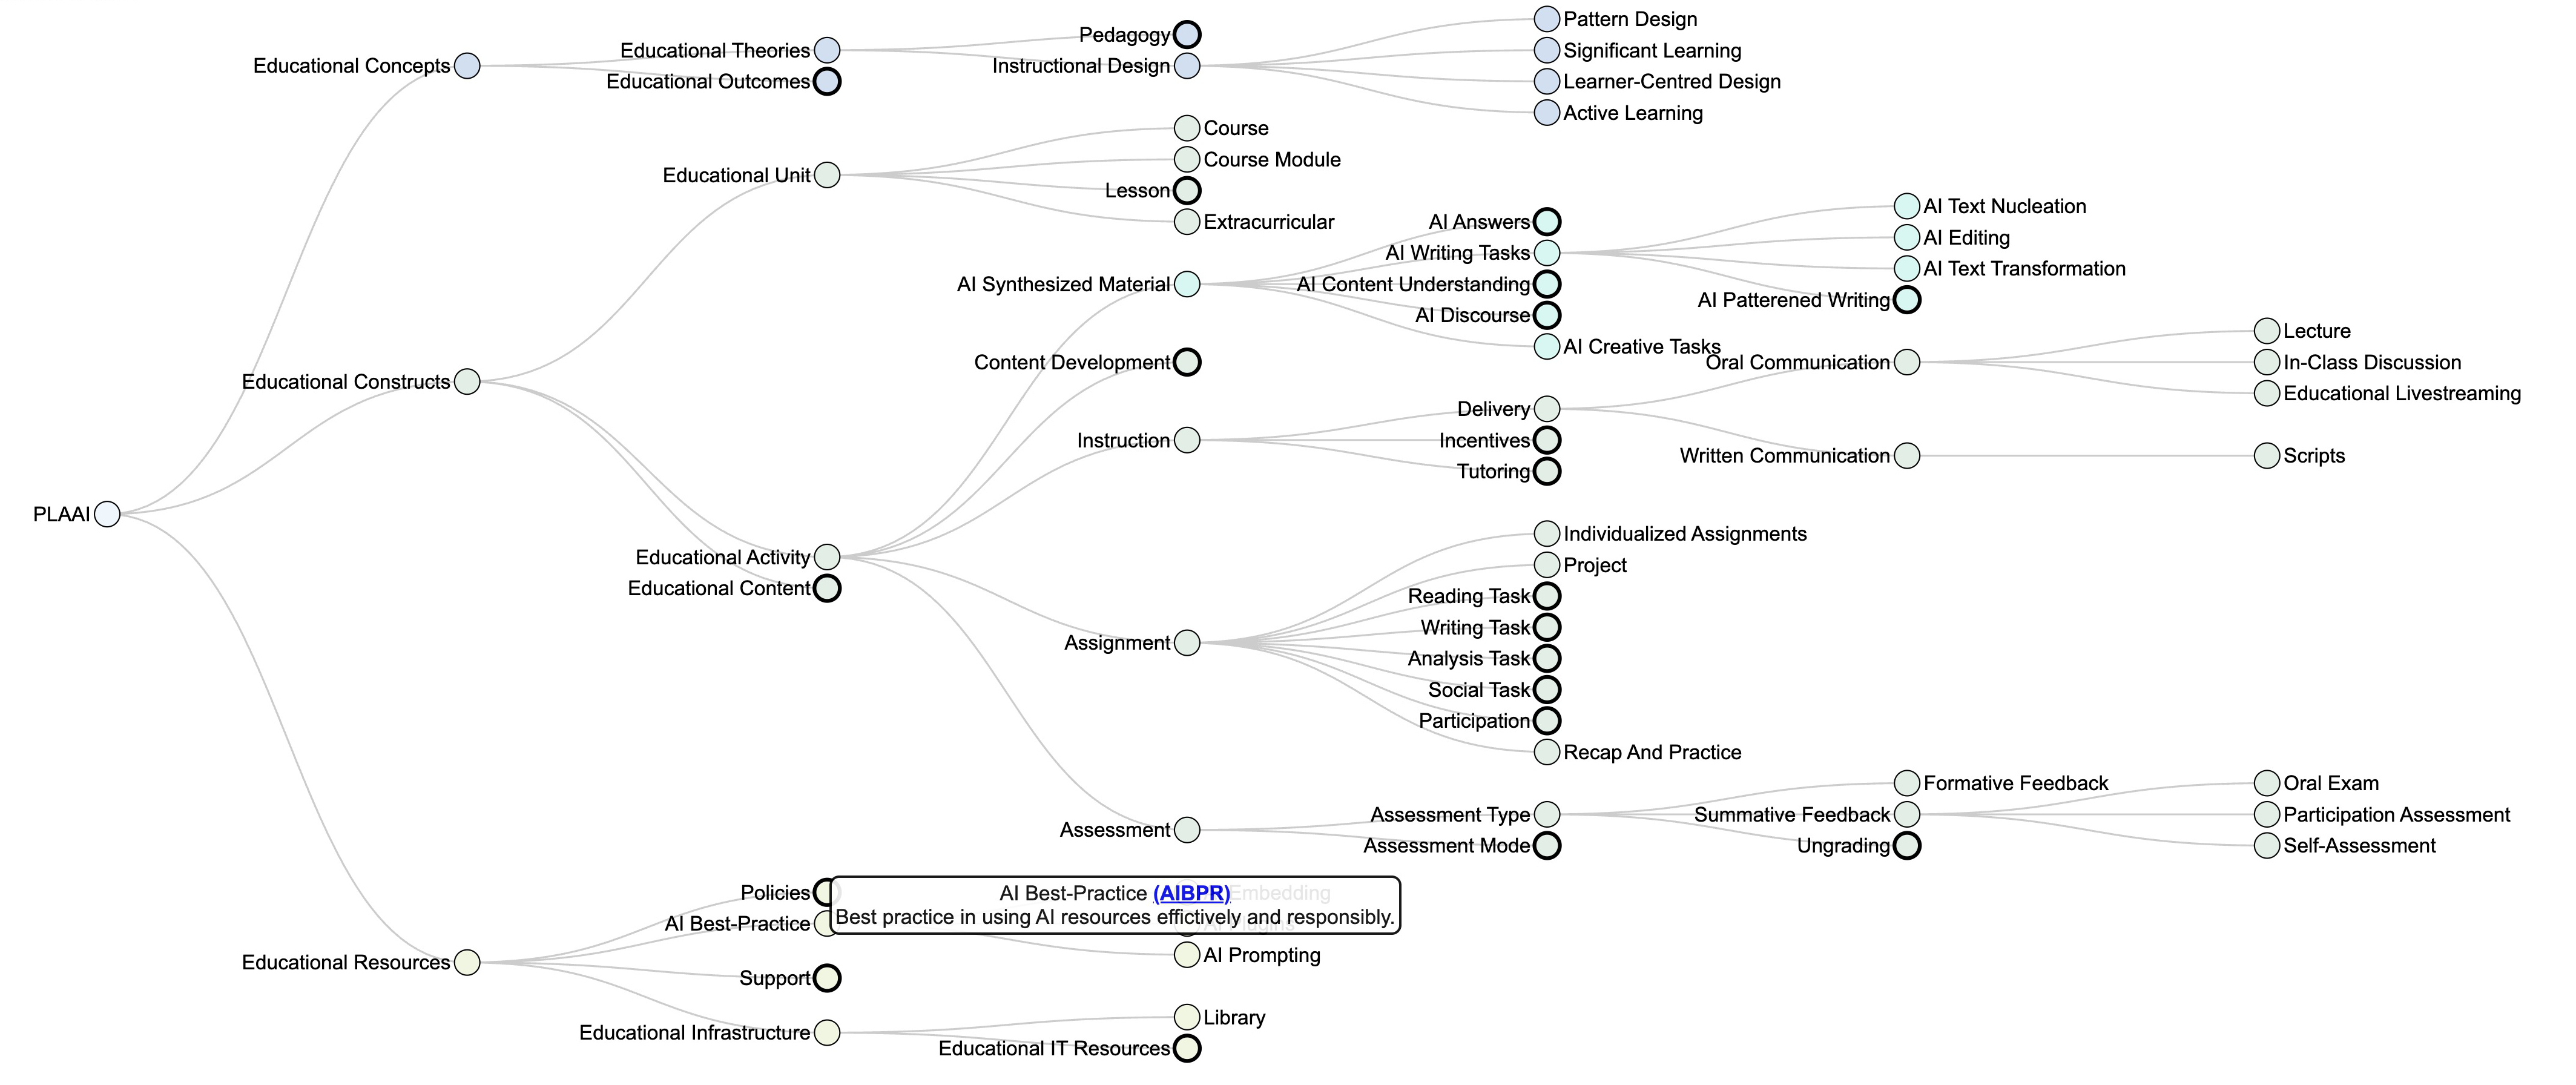 Pattern Design
Pedagogy
Educational Theories
Significant Learning
Educational Concepts
Instructional Design
Educational Outcomes
Learner-Centred Design
Active Learning
Course
Course Module
Educational Unit
Lesson
Extracurricular
AI Text Nucleation
AI Answers
AI Editing
AI Writing Tasks
AI Text Transformation
AI Synthesized Material
AI Content Understanding
AI Patterened Writing
AI Discourse
Lecture
AI Creative Tasks
Content Development
Oral Communication
In-Class Discussion
Educational Constructs
Educational Livestreaming
Delivery
Instruction
Incentives
Written Communication
Scripts
Tutoring
PLAAI
Individualized Assignments
Educational Activity
Project
Educational Content
Reading Task
Writing Task
Assignment
Analysis Task
Social Task
Participation
Recap And Practice
Formative Feedback
Oral Exam
Assessment Type
Summative Feedback
Participation Assessment
Assessment
Assessment Mode
Ungrading
Self-Assessment
Policies
AI Best-Practice (AIBPR)
Embedding
AI Best-Practice
Best practice in using AI resources effictively and responsibly.
AI Plugins
AI Prompting
Educational Resources
Support
Library
Educational Infrastructure
Educational IT Resources